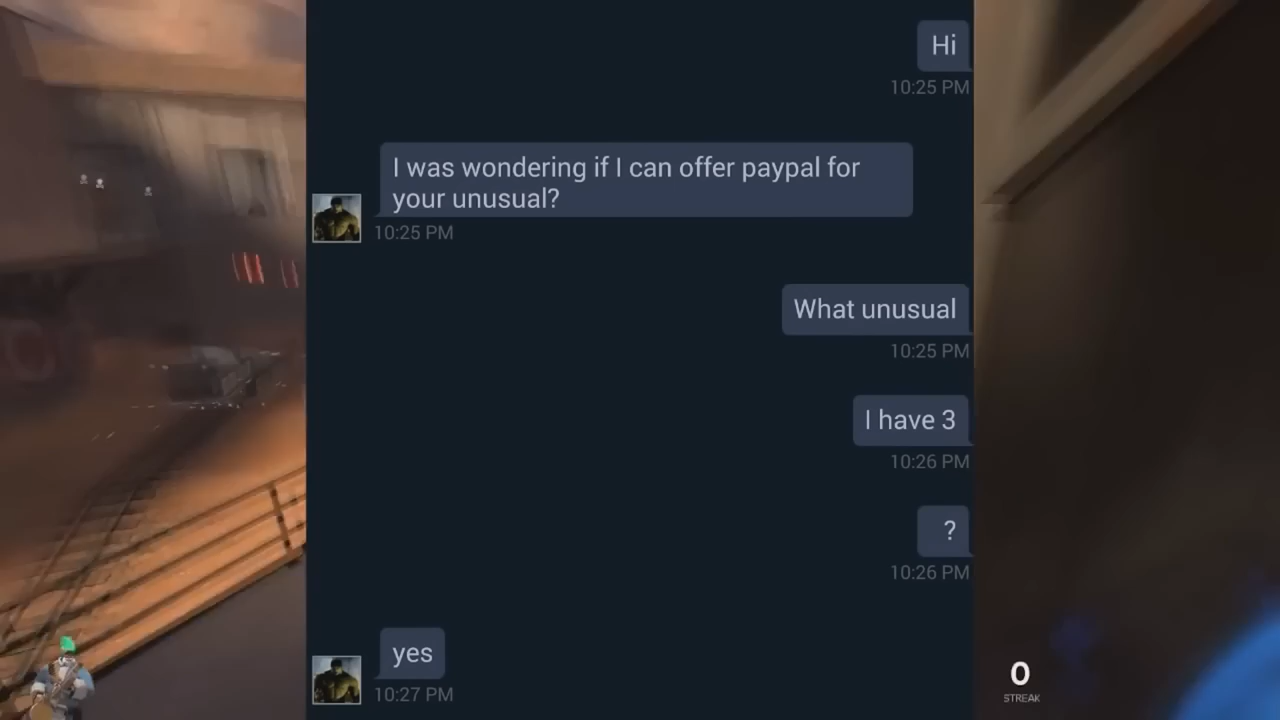 Hi
10:25 PM
I was wondering if I can offer paypal for
your unusual?
10:25 PM
What unusual
10:25 PM
I have 3
10:26 PM
?
10:26 PM
yes
10:27 PM
0
STREAK